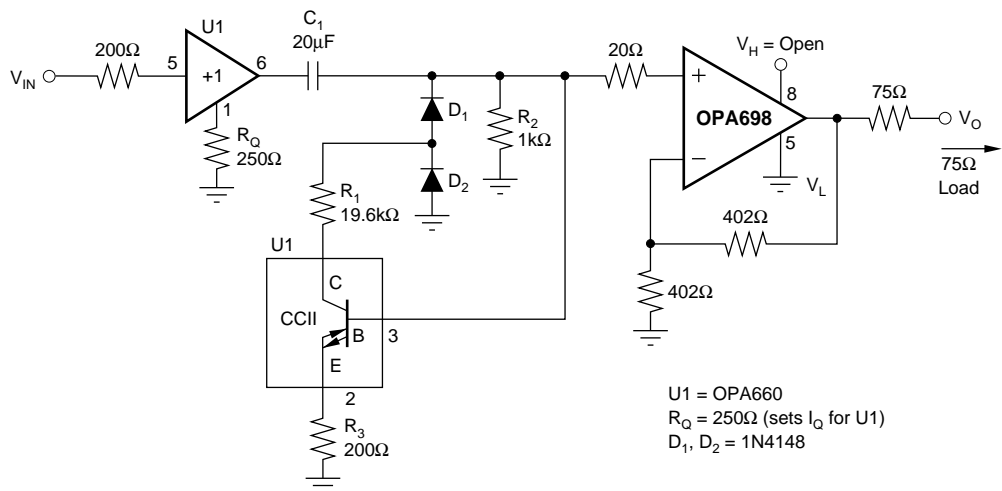 U1
C1
20µF
200Ω
VIN
5
+1
6
1
RQ
250Ω
D1
D2
R2
1kΩ
R1
19.6kΩ
20Ω
VH = Open
8
+
OPA698
–
5
VL
75Ω
VO
75Ω
Load
402Ω
402Ω
U1
C
CCII
B
3
E
2
R3
200Ω
U1 = OPA660
RQ = 250Ω (sets IQ for U1)
D1, D2 = 1N4148